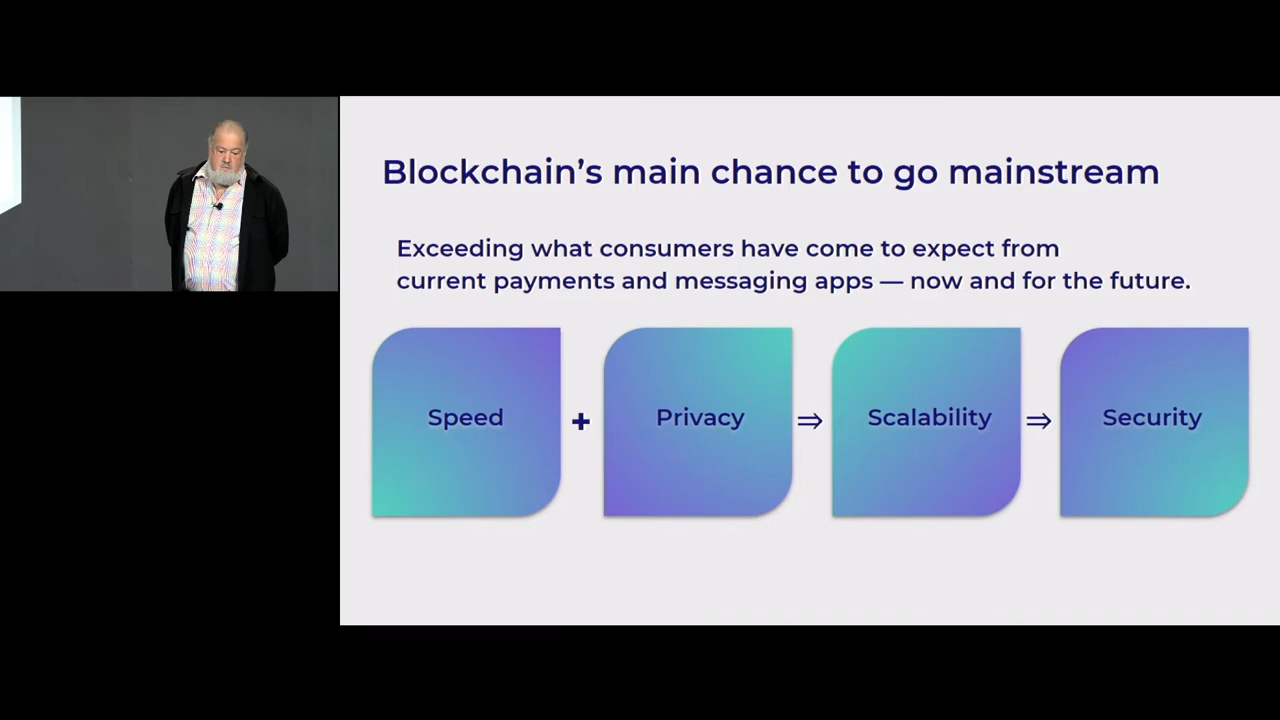 Blockchain’s main chance to go mainstream
Exceeding what consumers have come to expect from
current payments and messaging apps — now and for the future.
Speed + Privacy ⇒ Scalability ⇒ Security